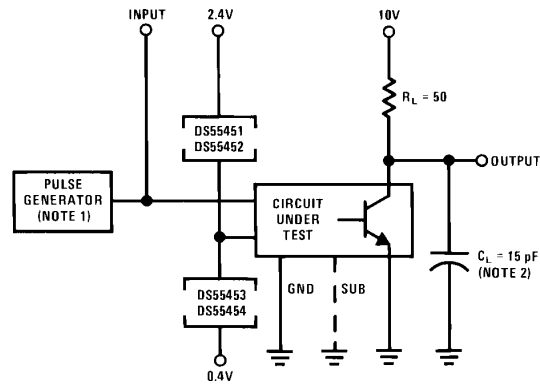 INPUT
2.4V
10V
R_L = 50
DS55451
DS55452
OUTPUT
PULSE
GENERATOR
(NOTE 1)
CIRCUIT
UNDER
TEST
C_L = 15 pF
(NOTE 2)
DS55453
DS55454
GND
SUB
0.4V